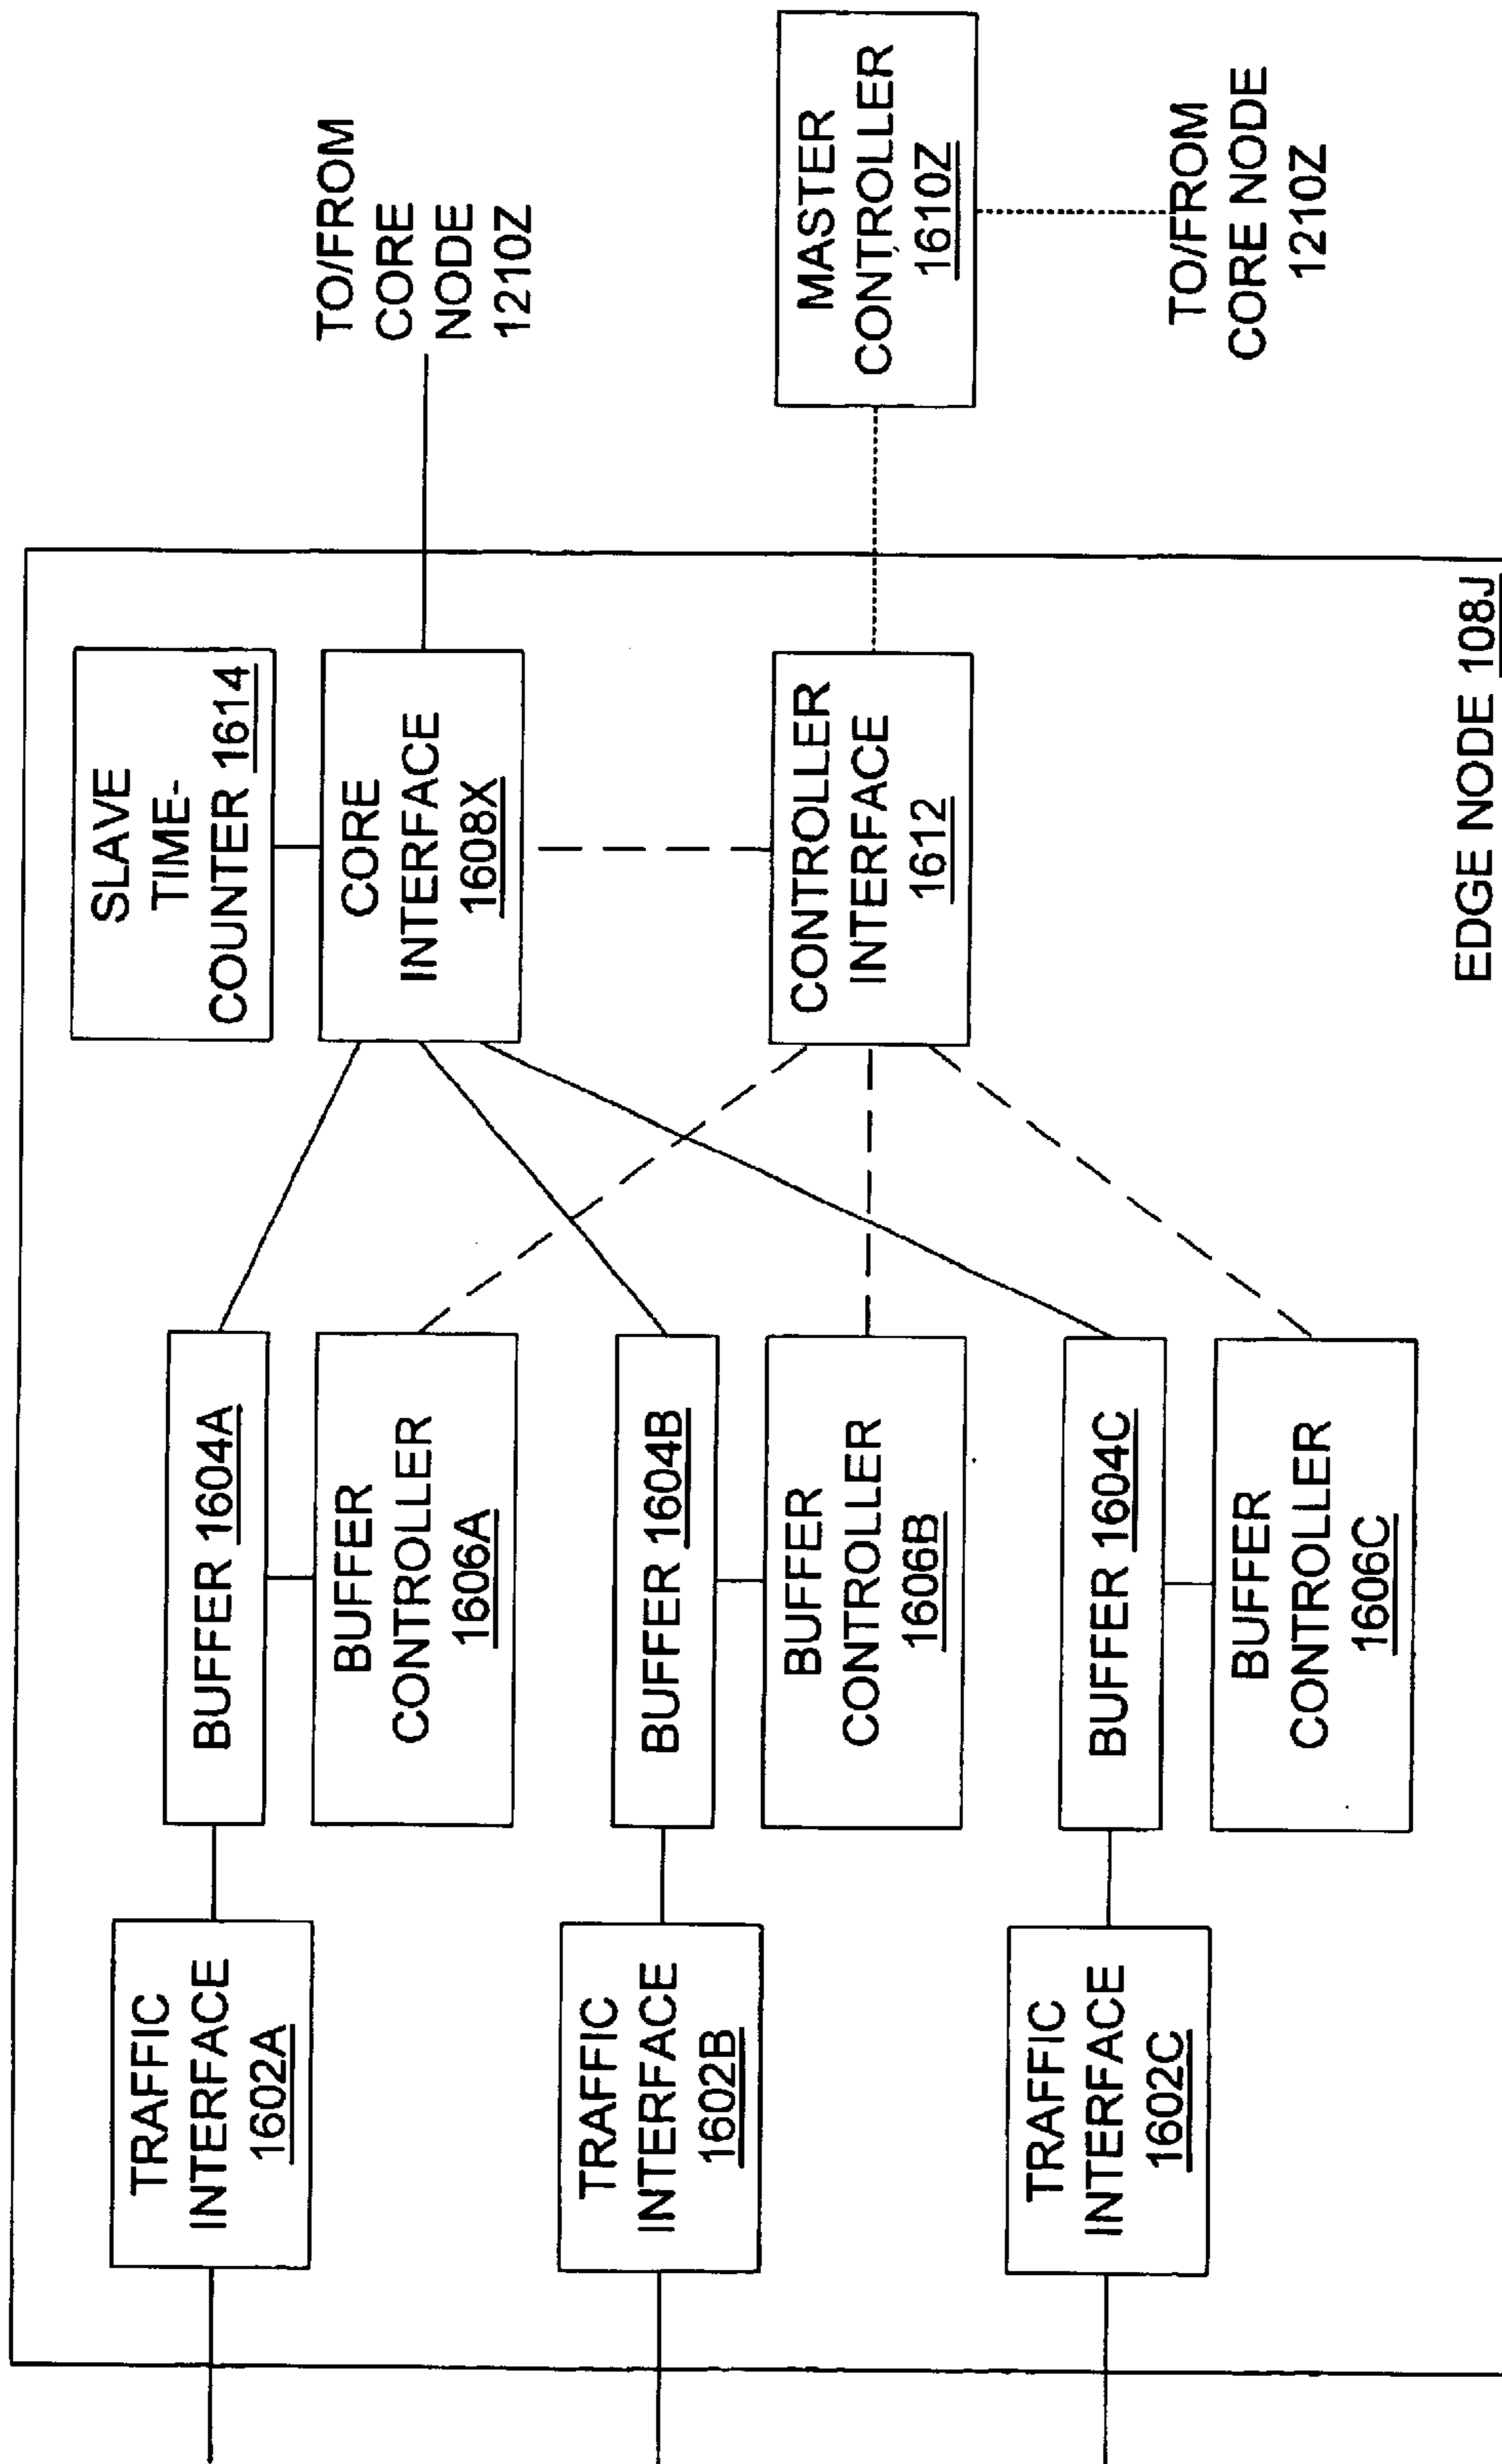 TRAFFIC
INTERFACE
1602A
BUFFER 1604A
BUFFER
CONTROLLER
1606A
TRAFFIC
INTERFACE
1602B
BUFFER 1604B
BUFFER
CONTROLLER
1606B
TRAFFIC
INTERFACE
1602C
BUFFER 1604C
BUFFER
CONTROLLER
1606C
SLAVE
TIME-
COUNTER 1614
CORE
INTERFACE
1608X
CONTROLLER
INTERFACE
1612
EDGE NODE 108J
TO/FROM
CORE
NODE
1210Z
MASTER
CONTROLLER
1610Z
TO/FROM
CORE NODE
1210Z